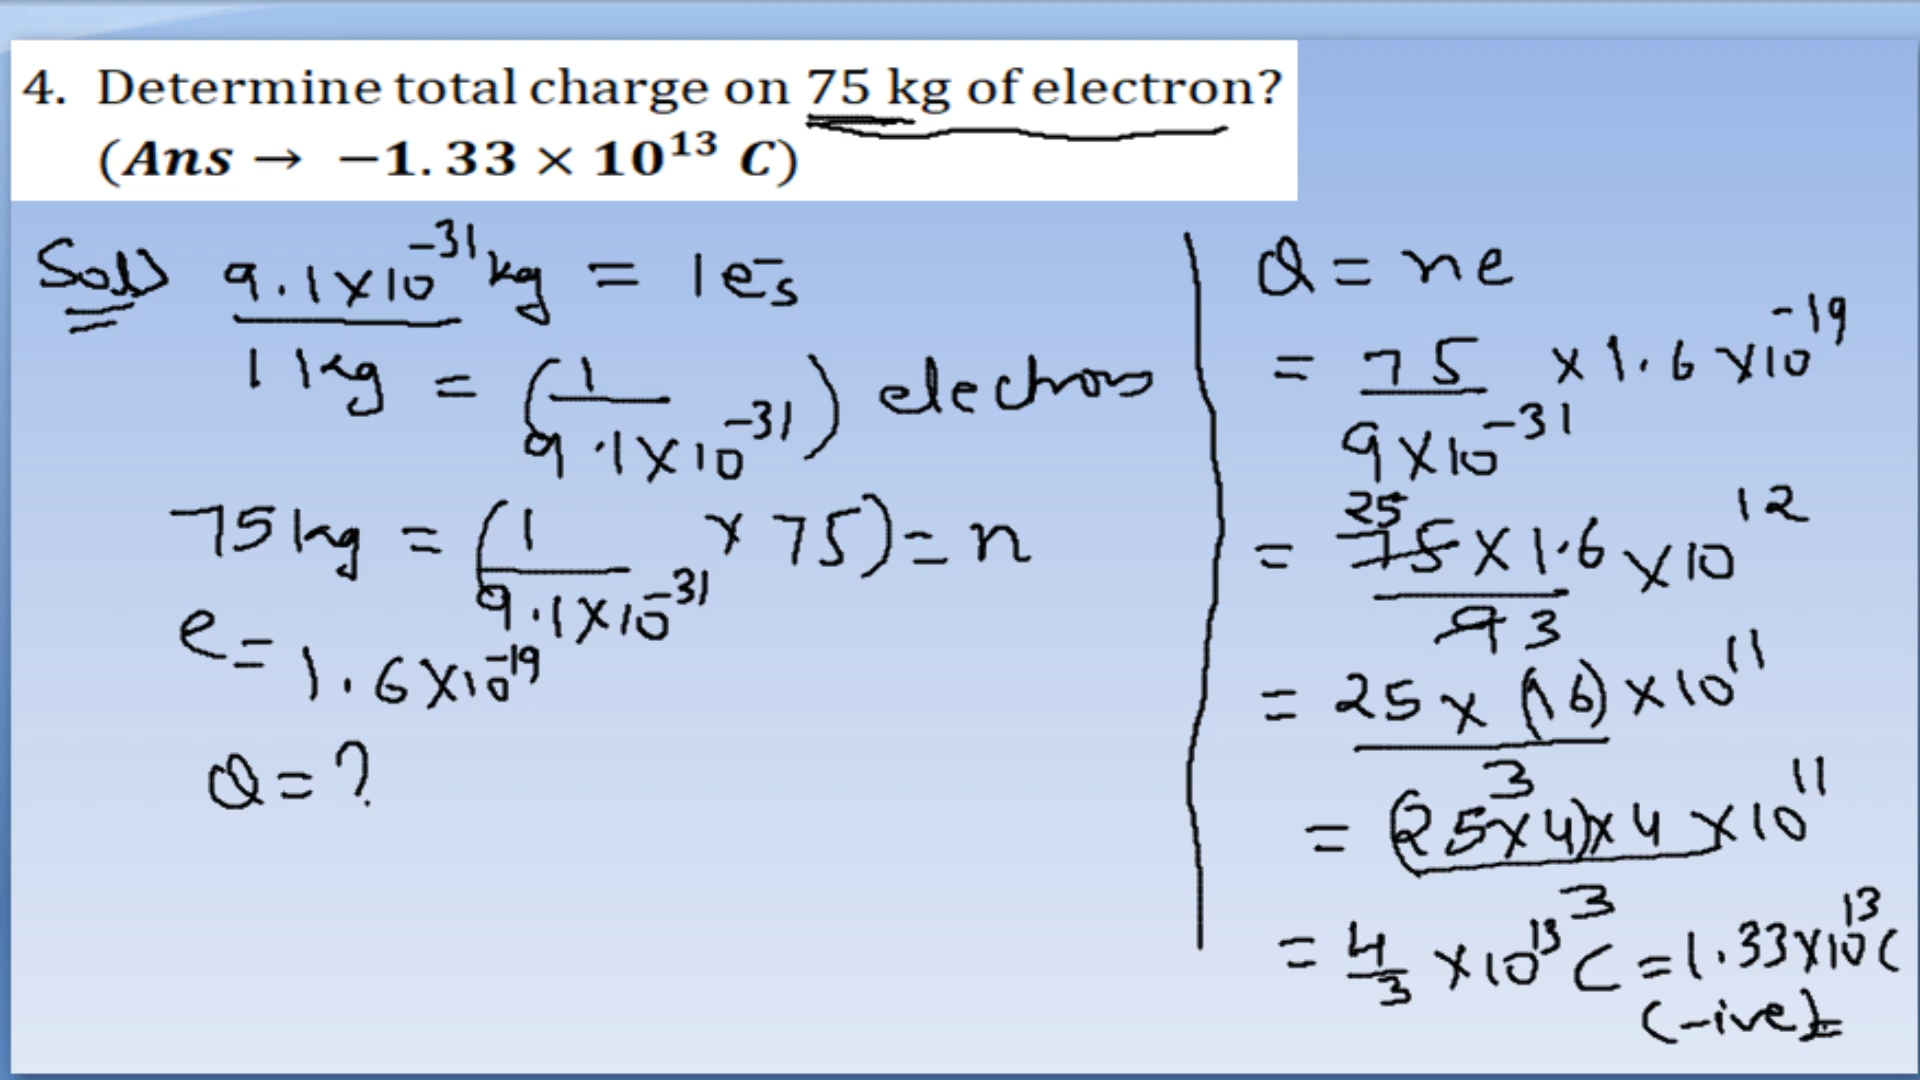 4. Determine total charge on 75 kg of electron?
(Ans → −1.33 × 10¹³ C)
Solⁿ 9.1×10⁻³¹ kg = 1 e⁻s
1 kg = (1/9.1×10⁻³¹) electrons
75 kg = (1/9.1×10⁻³¹ × 75) = n
e = 1.6×10⁻¹⁹
Q = ?
Q = ne
= 75/9×10⁻³¹ × 1.6×10⁻¹⁹
= 25 75×1.6/9 3 ×10¹²
= 25×(16)/3 ×10¹¹
= (25×4)×4/3 ×10¹¹
= 4/3 ×10¹³ C = 1.33×10¹³ C
(-ive)